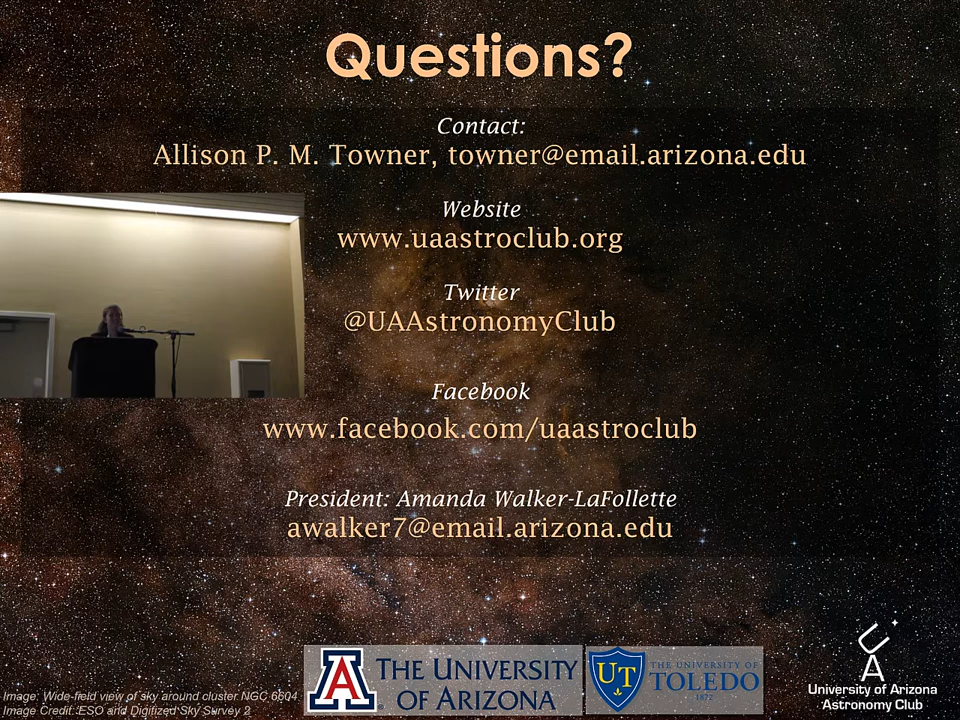 Questions?
Contact:
Allison P. M. Towner, towner@email.arizona.edu
Website
www.uaastroclub.org
Twitter
@UAAstronomyClub
Facebook
www.facebook.com/uaastroclub
President: Amanda Walker-LaFollette
awalker7@email.arizona.edu
Image: Wide-field view of sky around cluster NGC 6604
Image Credit: ESO and Digitized Sky Survey 2
A
THE UNIVERSITY
OF ARIZONA
UT
THE UNIVERSITY OF
TOLEDO
1872
UA
University of Arizona
Astronomy Club